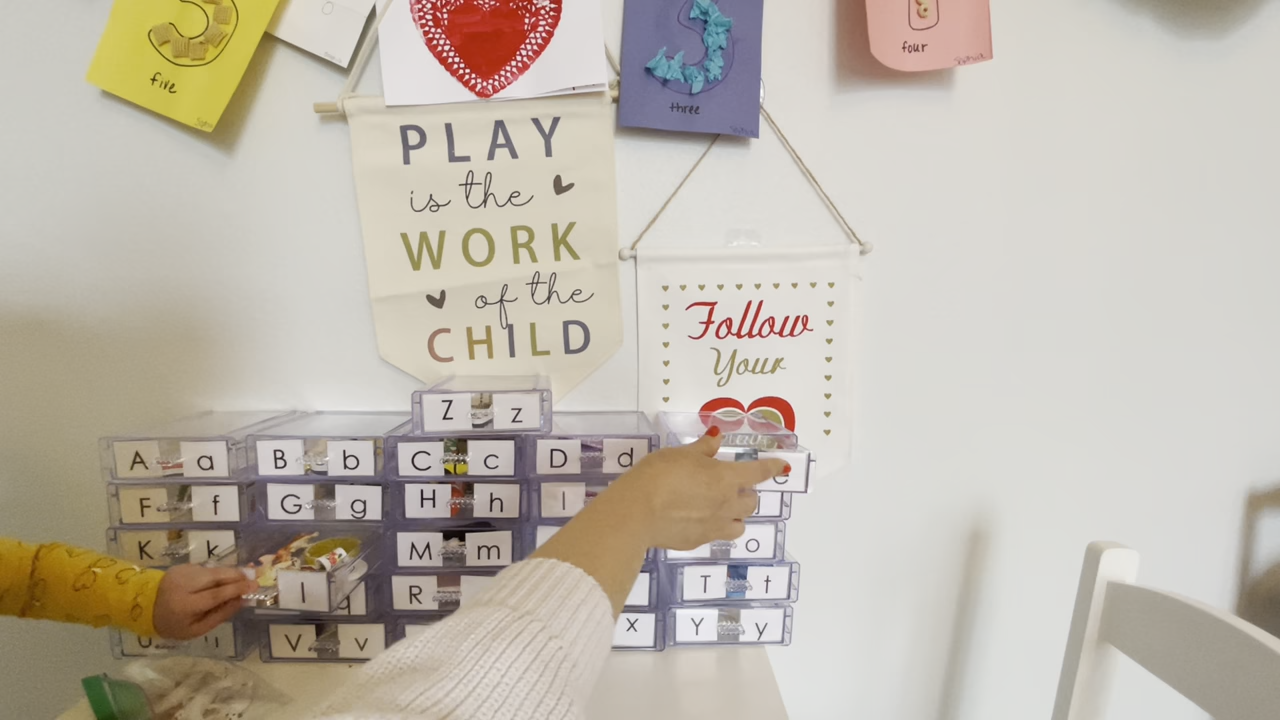 five
three
four
PLAY
is the
WORK
of the
CHILD
Follow
Your
Z z
A a B b C c D d e
F f G g H h I j
K k l M m o
q R T t
U u V v x Y y